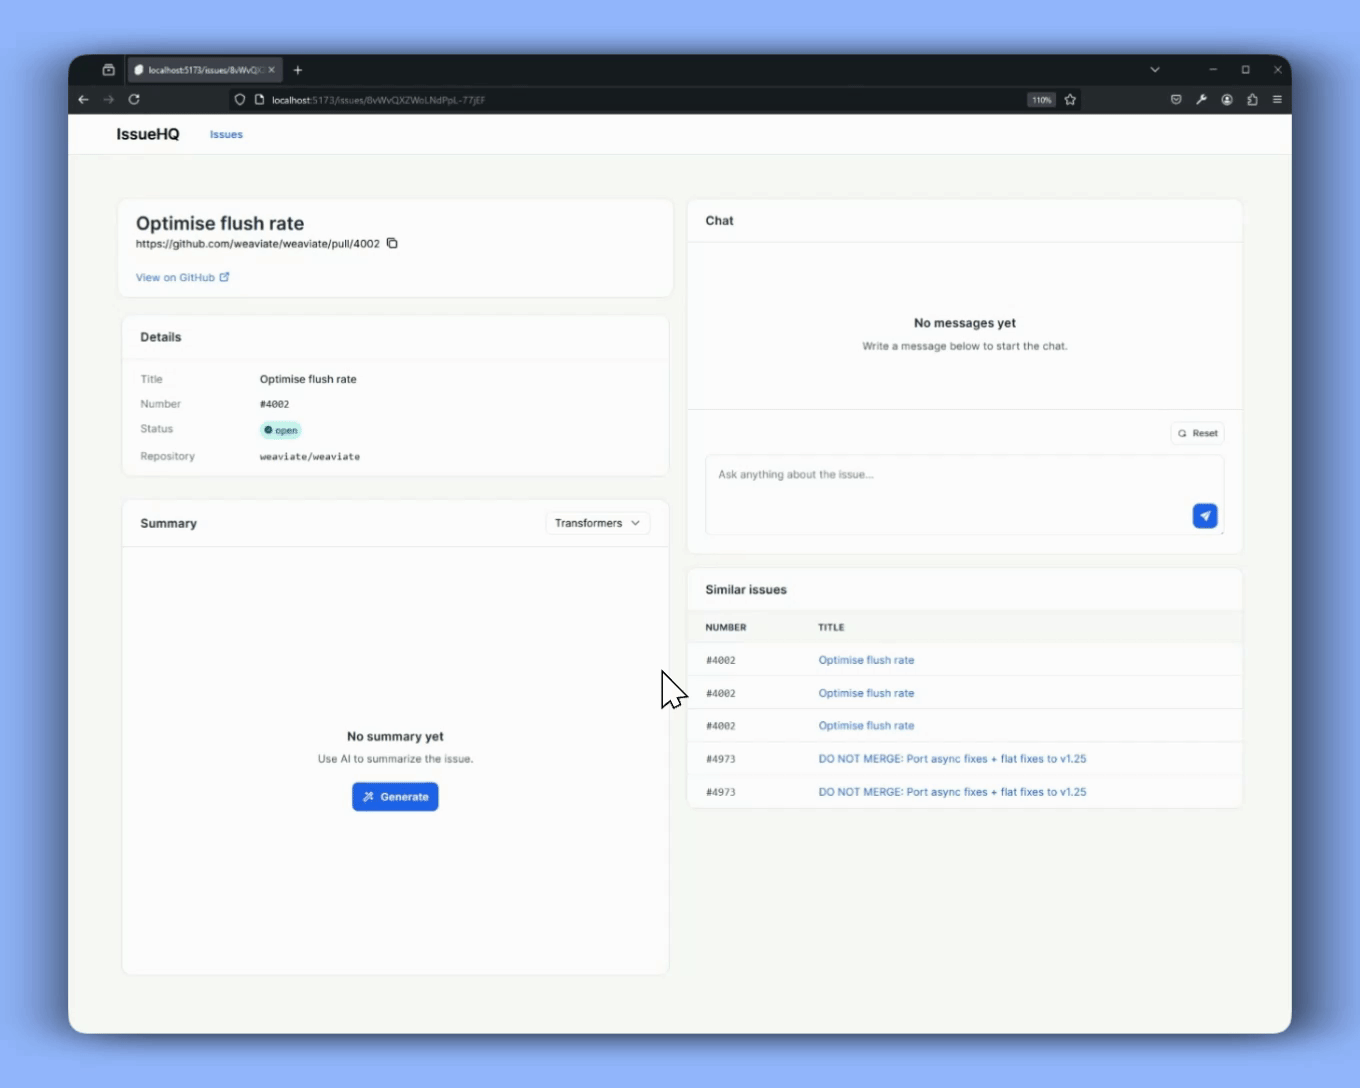 localhost:5173/issues/8vWvQX
localhost:5173/issues/8vWvQXZWoLNdPpL-77jEF
110%
IssueHQ
Issues
Optimise flush rate
https://github.com/weaviate/weaviate/pull/4002
View on GitHub
Details
Title
Optimise flush rate
Number
#4002
Status
open
Repository
weaviate/weaviate
Summary
Transformers
No summary yet
Use AI to summarize the issue.
Generate
Chat
No messages yet
Write a message below to start the chat.
Reset
Ask anything about the issue...
Similar issues
NUMBER TITLE
#4002 Optimise flush rate
#4002 Optimise flush rate
#4002 Optimise flush rate
#4973 DO NOT MERGE: Port async fixes + flat fixes to v1.25
#4973 DO NOT MERGE: Port async fixes + flat fixes to v1.25